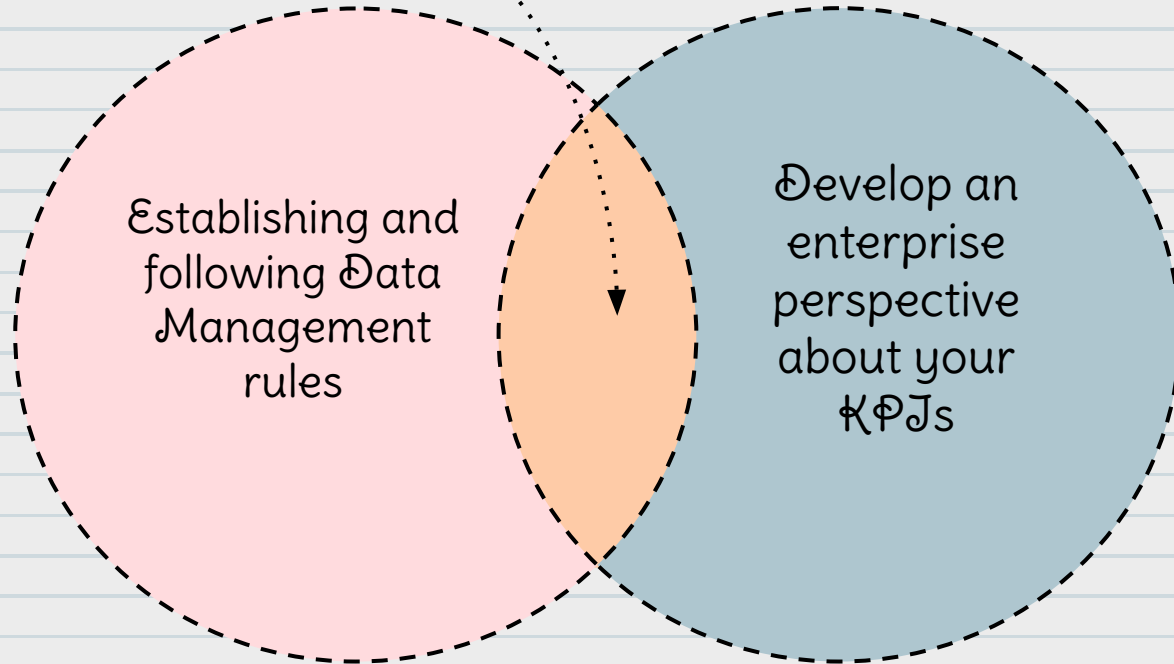 Establishing and
following Data
Management
rules
Develop an
enterprise
perspective
about your
KPIs